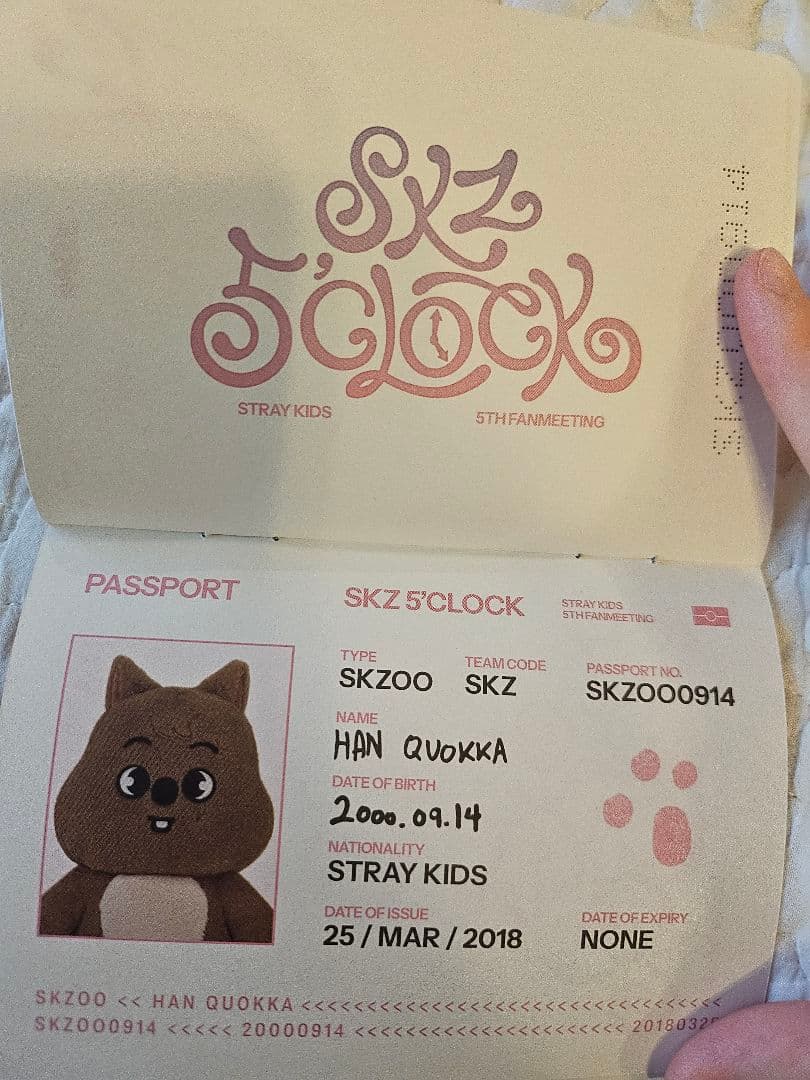 SKZ
5'CLOCK
STRAY KIDS
5TH FANMEETING
SKZOO0914
PASSPORT
SKZ 5'CLOCK
STRAY KIDS
5TH FANMEETING
TYPE
SKZOO
TEAM CODE
SKZ
PASSPORT NO.
SKZOO0914
NAME
HAN QUOKKA
DATE OF BIRTH
2000.09.14
NATIONALITY
STRAY KIDS
DATE OF ISSUE
25 / MAR / 2018
DATE OF EXPIRY
NONE
SKZOO << HAN QUOKKA <<<<<<<<<<<<<<<<<<<<<<<<<<<<<<<<<<<<
SKZOO0914 <<<<< 20000914 <<<<<<<<<<<<<<<<<<<<<<< 2018032